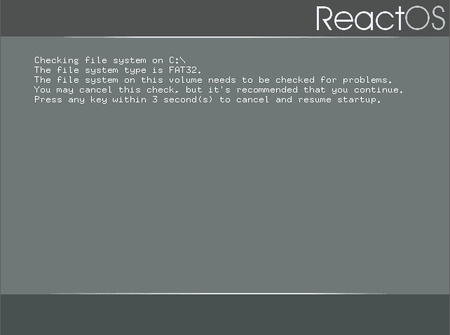 ReactOS
Checking file system on C:\
The file system type is FAT32.
The file system on this volume needs to be checked for problems.
You may cancel this check, but it's recommended that you continue.
Press any key within 3 second(s) to cancel and resume startup.